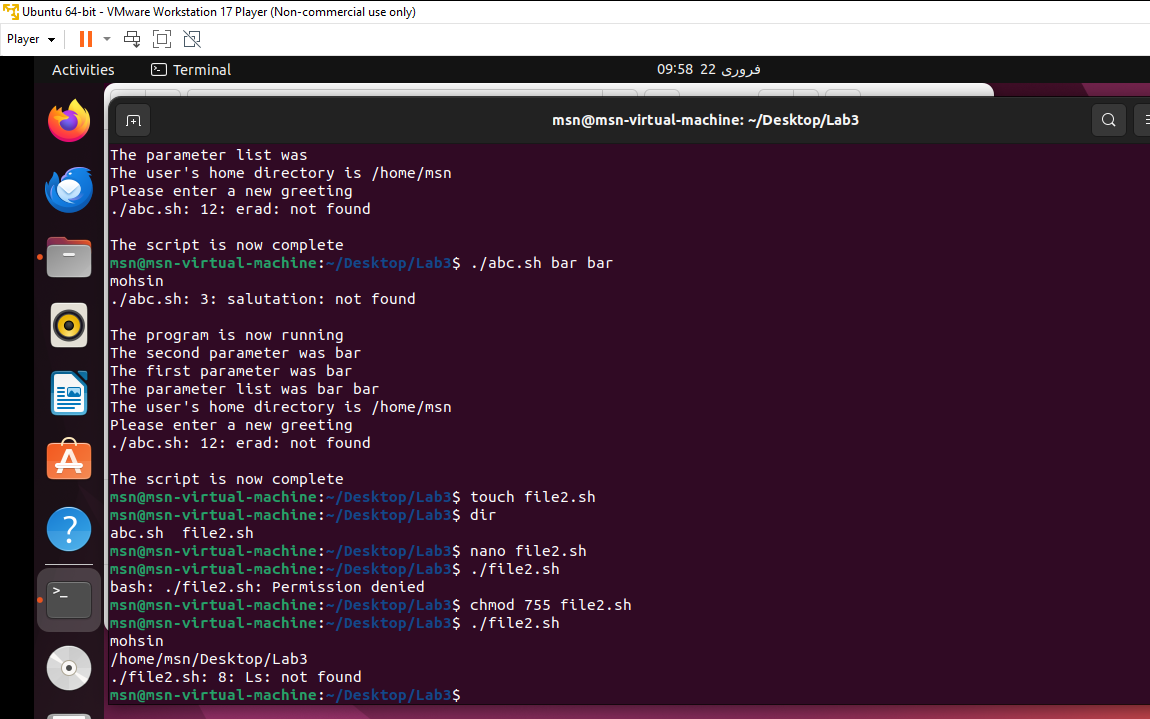 Ubuntu 64-bit - VMware Workstation 17 Player (Non-commercial use only)
Player
Activities
Terminal
09:58 22 فروری
msn@msn-virtual-machine: ~/Desktop/Lab3
The parameter list was
The user's home directory is /home/msn
Please enter a new greeting
./abc.sh: 12: erad: not found
The script is now complete
msn@msn-virtual-machine:~/Desktop/Lab3$ ./abc.sh bar bar
mohsin
./abc.sh: 3: salutation: not found
The program is now running
The second parameter was bar
The first parameter was bar
The parameter list was bar bar
The user's home directory is /home/msn
Please enter a new greeting
./abc.sh: 12: erad: not found
The script is now complete
msn@msn-virtual-machine:~/Desktop/Lab3$ touch file2.sh
msn@msn-virtual-machine:~/Desktop/Lab3$ dir
abc.sh  file2.sh
msn@msn-virtual-machine:~/Desktop/Lab3$ nano file2.sh
msn@msn-virtual-machine:~/Desktop/Lab3$ ./file2.sh
bash: ./file2.sh: Permission denied
msn@msn-virtual-machine:~/Desktop/Lab3$ chmod 755 file2.sh
msn@msn-virtual-machine:~/Desktop/Lab3$ ./file2.sh
mohsin
/home/msn/Desktop/Lab3
./file2.sh: 8: Ls: not found
msn@msn-virtual-machine:~/Desktop/Lab3$